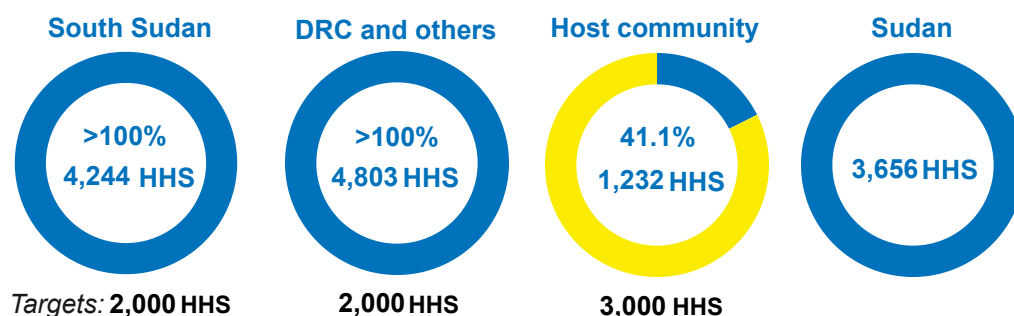 South Sudan
DRC and others
Host community
Sudan
>100%
4,244 HHS
>100%
4,803 HHS
41.1%
1,232 HHS
3,656 HHS
Targets: 2,000 HHS
2,000 HHS
3,000 HHS